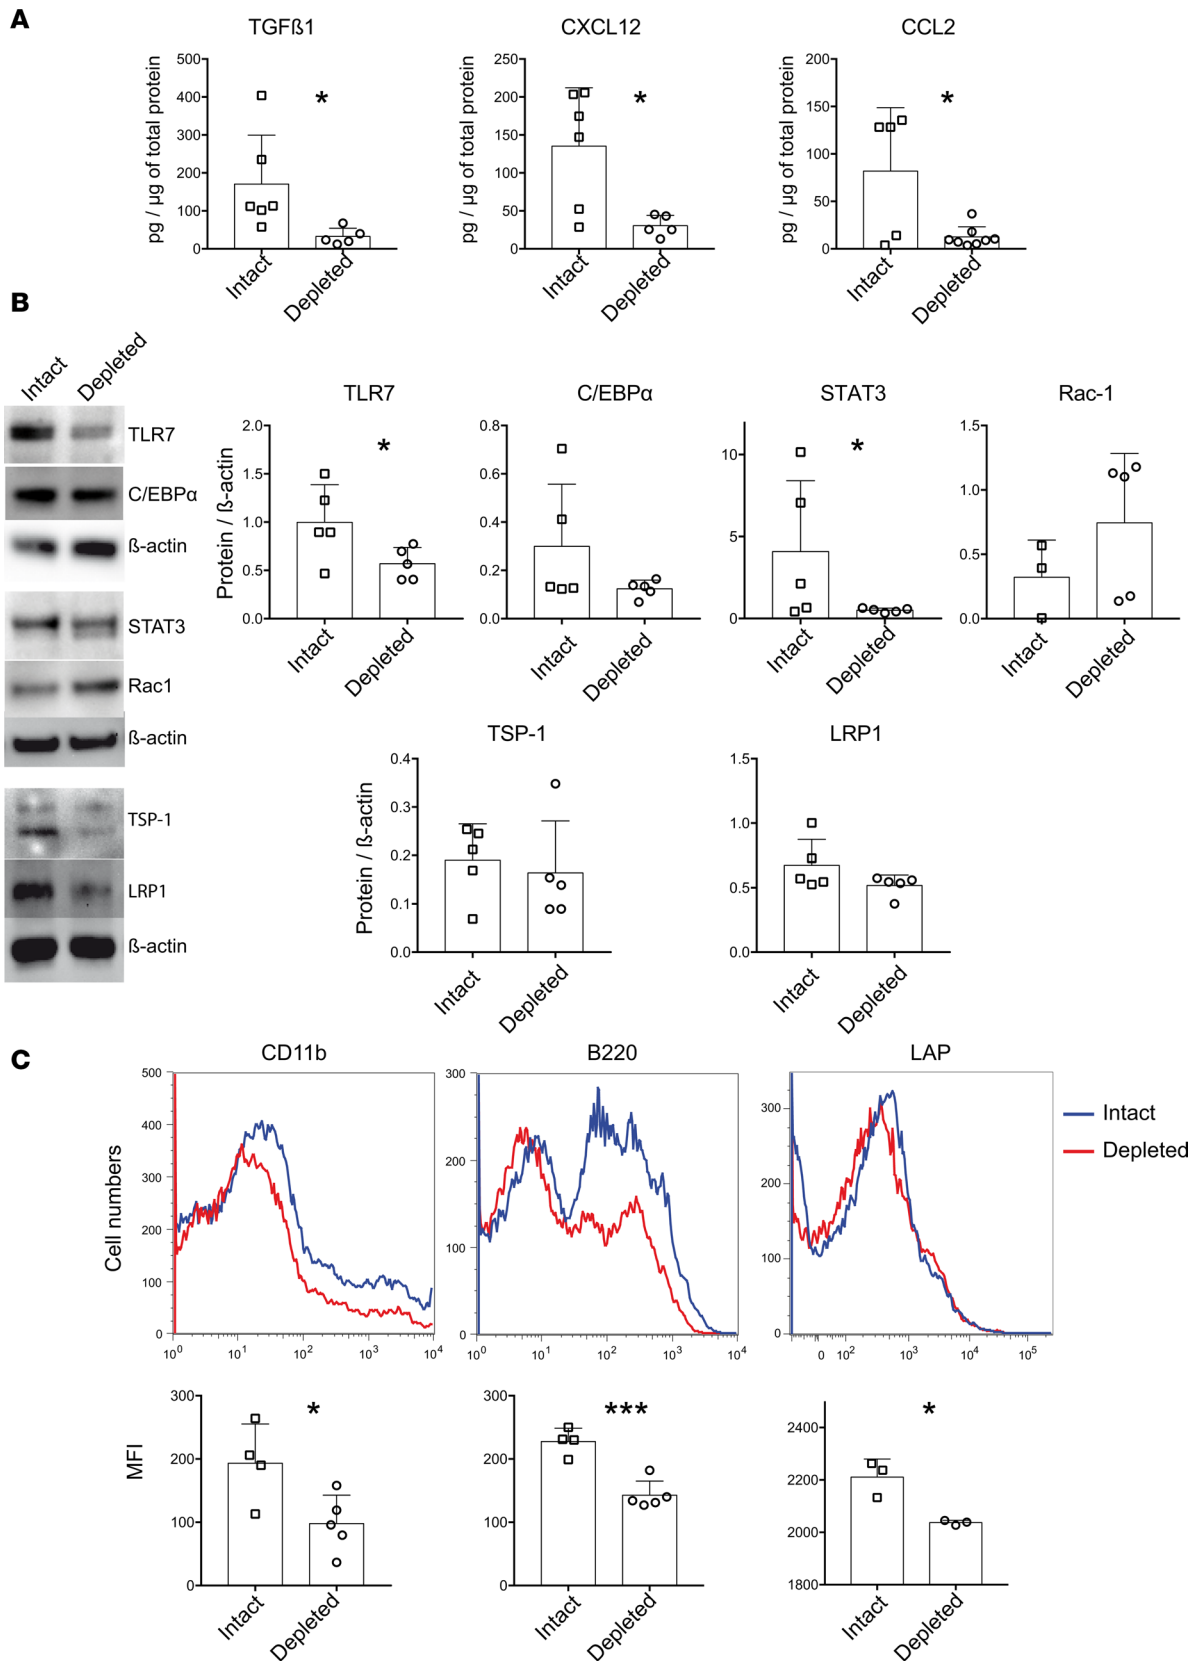 A
TGFß1
CXCL12
CCL2
pg / µg of total protein
500
400
300
200
100
0
*
Intact
Depleted
pg / µg of total protein
250
200
150
100
50
0
*
Intact
Depleted
pg / µg of total protein
200
150
100
50
0
*
Intact
Depleted
B
Intact
Depleted
TLR7
C/EBPα
ß-actin
STAT3
Rac1
ß-actin
TSP-1
LRP1
ß-actin
TLR7
Protein / ß-actin
2.0
1.5
1.0
0.5
0.0
*
Intact
Depleted
C/EBPα
0.8
0.6
0.4
0.2
0.0
Intact
Depleted
STAT3
10
5
0
*
Intact
Depleted
Rac-1
1.5
1.0
0.5
0.0
Intact
Depleted
TSP-1
Protein / ß-actin
0.4
0.3
0.2
0.1
0.0
Intact
Depleted
LRP1
1.5
1.0
0.5
0.0
Intact
Depleted
C
CD11b
B220
LAP
Cell numbers
500
400
300
200
100
0
10⁰ 10¹ 10² 10³ 10⁴
300
200
100
0
10⁰ 10¹ 10² 10³ 10⁴
300
200
100
0
0 10² 10³ 10⁴ 10⁵
Intact
Depleted
MFI
300
200
100
0
*
Intact
Depleted
300
200
100
0
***
Intact
Depleted
2400
2200
2000
1800
*
Intact
Depleted